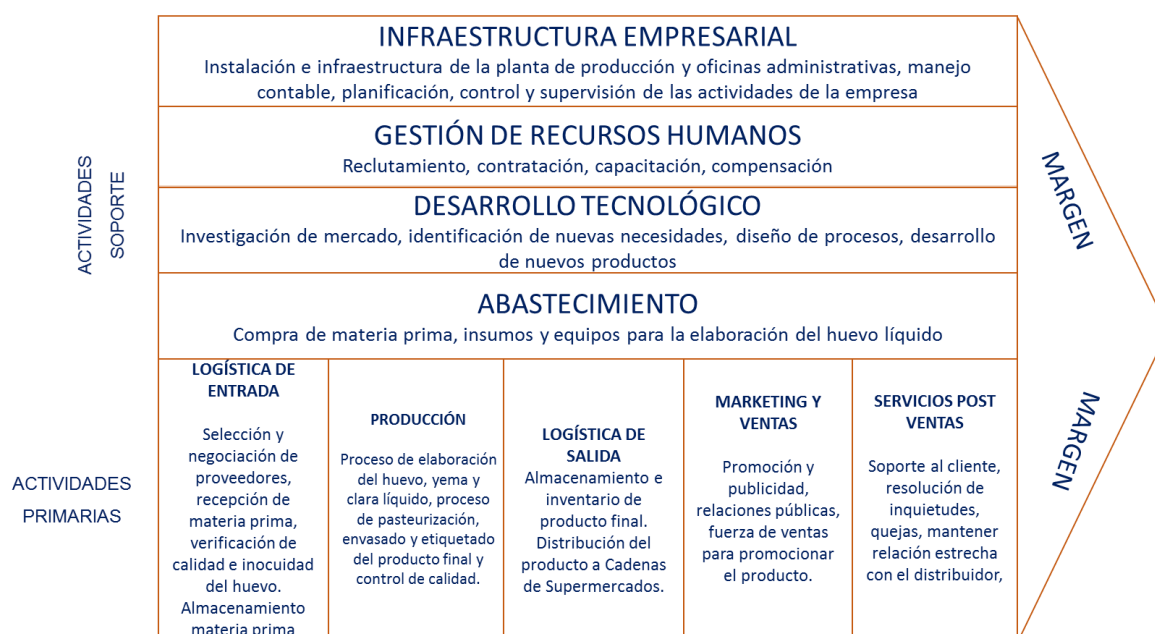 INFRAESTRUCTURA EMPRESARIAL
Instalación e infraestructura de la planta de producción y oficinas administrativas, manejo
contable, planificación, control y supervisión de las actividades de la empresa
GESTIÓN DE RECURSOS HUMANOS
Reclutamiento, contratación, capacitación, compensación
DESARROLLO TECNOLÓGICO
Investigación de mercado, identificación de nuevas necesidades, diseño de procesos, desarrollo
de nuevos productos
ABASTECIMIENTO
Compra de materia prima, insumos y equipos para la elaboración del huevo líquido
ACTIVIDADES
SOPORTE
MARGEN
ACTIVIDADES
PRIMARIAS
LOGÍSTICA DE
ENTRADA
Selección y
negociación de
proveedores,
recepción de
materia prima,
verificación de
calidad e inocuidad
del huevo.
Almacenamiento
materia prima
PRODUCCIÓN
Proceso de elaboración
del huevo, yema y
clara líquido, proceso
de pasteurización,
envasado y etiquetado
del producto final y
control de calidad.
LOGÍSTICA DE
SALIDA
Almacenamiento e
inventario de
producto final.
Distribución del
producto a Cadenas
de Supermercados.
MARKETING Y
VENTAS
Promoción y
publicidad,
relaciones públicas,
fuerza de ventas
para promocionar
el producto.
SERVICIOS POST
VENTAS
Soporte al cliente,
resolución de
inquietudes,
quejas, mantener
relación estrecha
con el distribuidor,
MARGEN